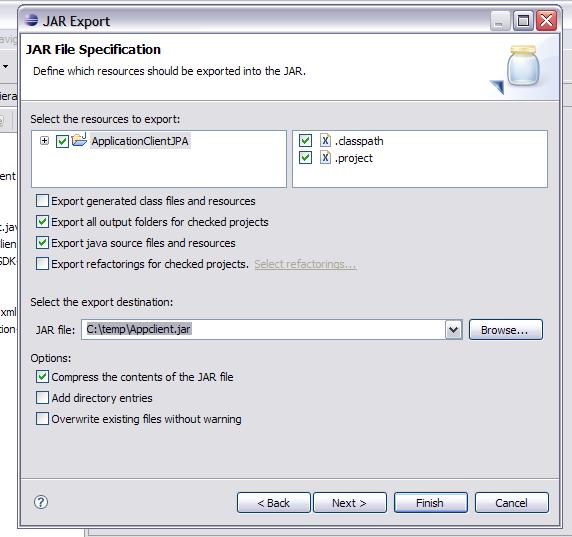 JAR Export
JAR File Specification
Define which resources should be exported into the JAR.
Select the resources to export:
ApplicationClientJPA
.classpath
.project
Export generated class files and resources
Export all output folders for checked projects
Export java source files and resources
Export refactorings for checked projects. Select refactorings...
Select the export destination:
JAR file: C:\temp\Appclient.jar Browse...
Options:
Compress the contents of the JAR file
Add directory entries
Overwrite existing files without warning
? < Back Next > Finish Cancel